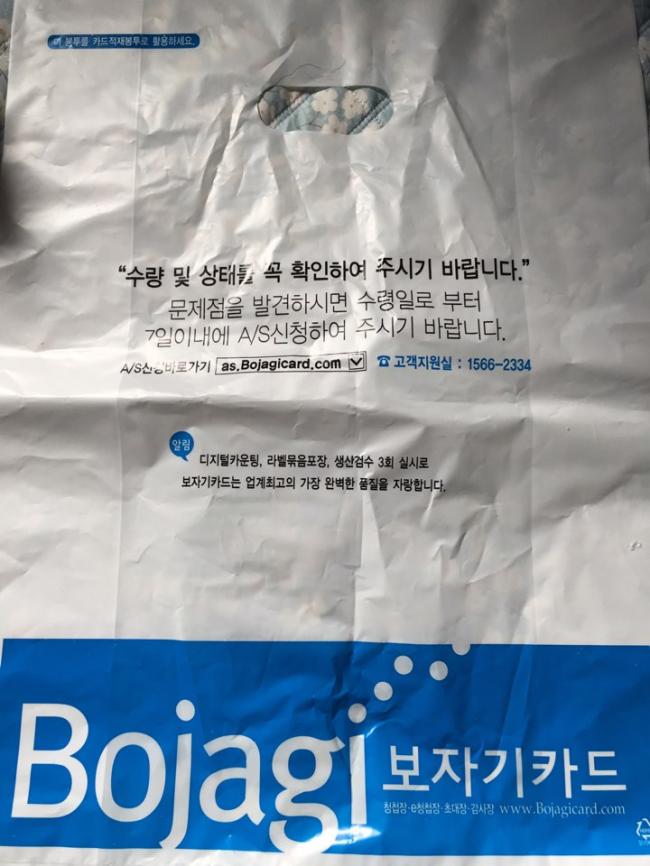 이 봉투를 카드적재봉투로 활용하세요.
“수량 및 상태를 꼭 확인하여 주시기 바랍니다.”
문제점을 발견하시면 수령일로 부터
7일이내에 A/S신청하여 주시기 바랍니다.
A/S신청바로가기 as.Bojagicard.com ☎고객지원실 : 1566-2334
알림
디지털카운팅, 라벨묶음포장, 생산검수 3회 실시로
보자기카드는 업계최고의 가장 완벽한 품질을 자랑합니다.
Bojagi 보자기카드
청첩장·e청첩장·초대장·감사장 www.Bojagicard.com